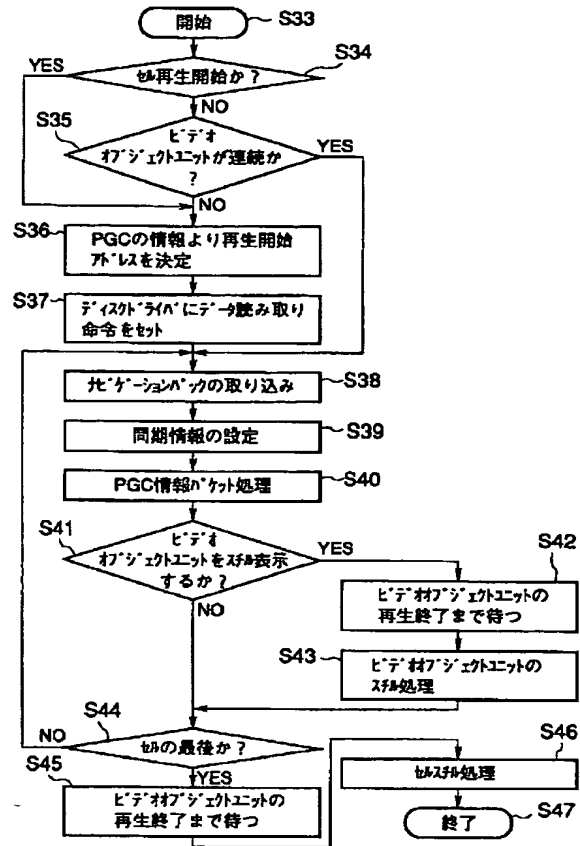 開始
S33
YES
セル再生開始か?
S34
NO
S35
ビデオ
オブジェクトユニットが連続か
?
YES
NO
S36
PGCの情報より再生開始
アドレスを決定
S37
ディスクドライバにデータ読み取り
命令をセット
ナビゲーションパックの取り込み
S38
同期情報の設定
S39
PGC情報パケット処理
S40
S41
ビデオ
オブジェクトユニットをスチル表示
するか?
YES
NO
S42
ビデオオブジェクトユニットの
再生終了まで待つ
S43
ビデオオブジェクトユニットの
スチル処理
S44
NO
セルの最後か?
YES
S45
ビデオオブジェクトユニットの
再生終了まで待つ
S46
セルスチル処理
終了
S47